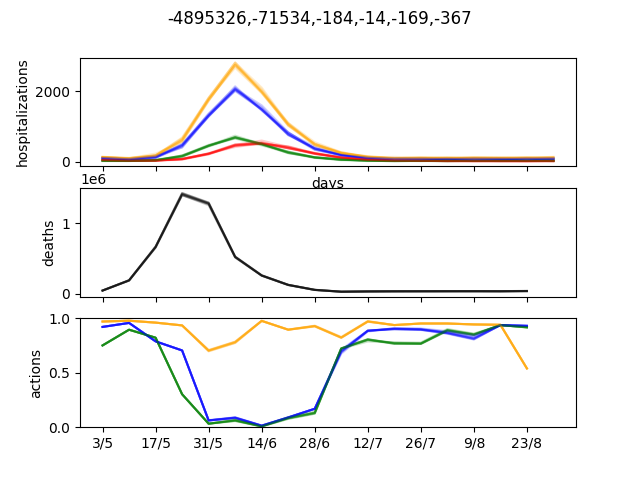 -4895326,-71534,-184,-14,-169,-367
hospitalizations
2000
0
days
1e6
deaths
1
0
actions
1.0
0.5
0.0
3/5 17/5 31/5 14/6 28/6 12/7 26/7 9/8 23/8